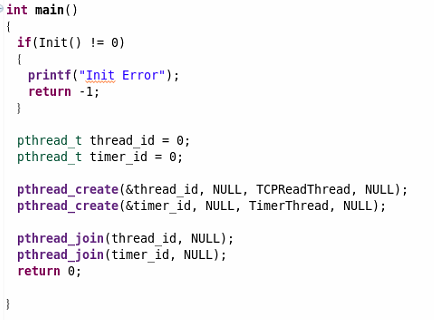 int main()
{
if(Init() != 0)
{
printf("Init Error");
return -1;
}
pthread_t thread_id = 0;
pthread_t timer_id = 0;
pthread_create(&thread_id, NULL, TCPReadThread, NULL);
pthread_create(&timer_id, NULL, TimerThread, NULL);
pthread_join(thread_id, NULL);
pthread_join(timer_id, NULL);
return 0;
}